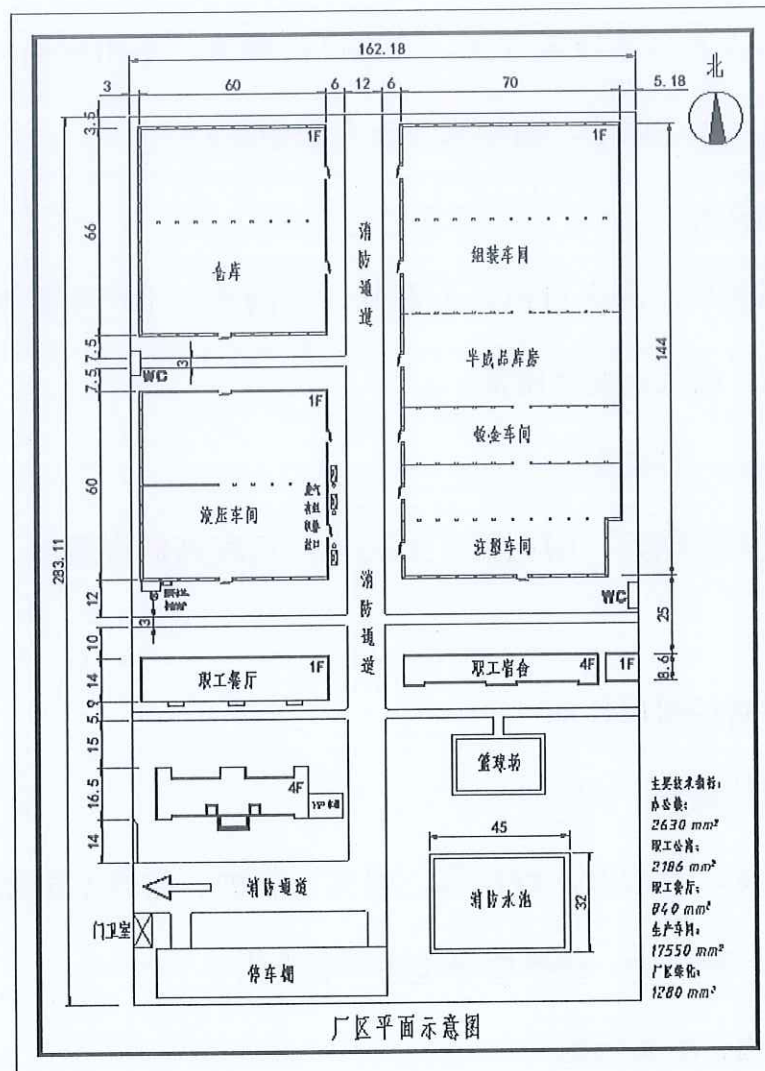 162.18
3
60
6
12
6
70
5.18
北
3.5
1F
1F
66
消防通道
仓库
组装车间
144
7.5
3
半成品库房
7.5
WC
1F
钣金车间
60
液压车间
注塑车间
283.11
12
消防通道
WC
3
25
10
职工餐厅
1F
职工宿舍
4F
1F
8.6
14
5.9
15
篮球场
4F
16.5
主要技术指标:
办公楼:
2630 mm²
14
45
职工公寓:
2186 mm²
消防通道
消防水池
32
职工餐厅:
840 mm²
门卫室
生产车间:
17550 mm²
停车棚
厂区绿化:
1280 mm²
厂区平面示意图